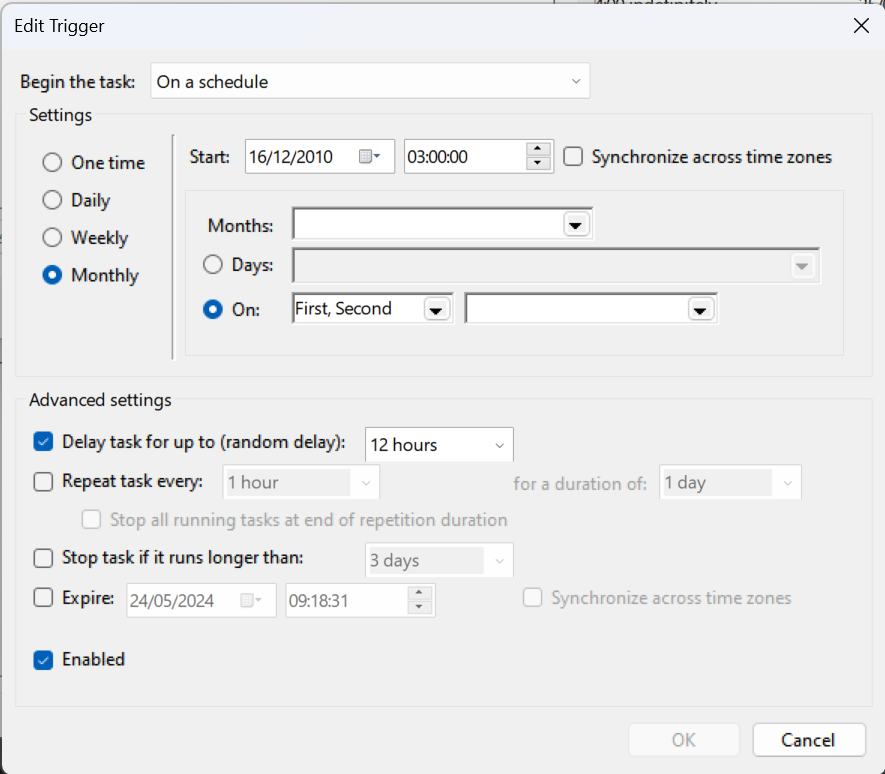 Edit Trigger
Begin the task: On a schedule
Settings
One time
Daily
Weekly
Monthly
Start: 16/12/2010 03:00:00 Synchronize across time zones
Months:
Days:
On: First, Second
Advanced settings
Delay task for up to (random delay): 12 hours
Repeat task every: 1 hour for a duration of: 1 day
Stop all running tasks at end of repetition duration
Stop task if it runs longer than: 3 days
Expire: 24/05/2024 09:18:31 Synchronize across time zones
Enabled
OK Cancel